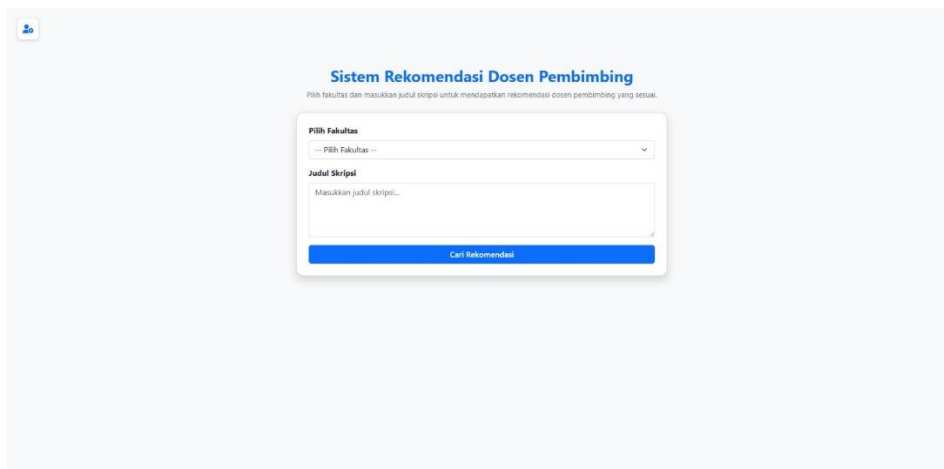 Sistem Rekomendasi Dosen Pembimbing
Pilih fakultas dan masukkan judul skripsi untuk mendapatkan rekomendasi dosen pembimbing yang sesuai.
Pilih Fakultas
-- Pilih Fakultas --
Judul Skripsi
Masukkan judul skripsi...
Cari Rekomendasi